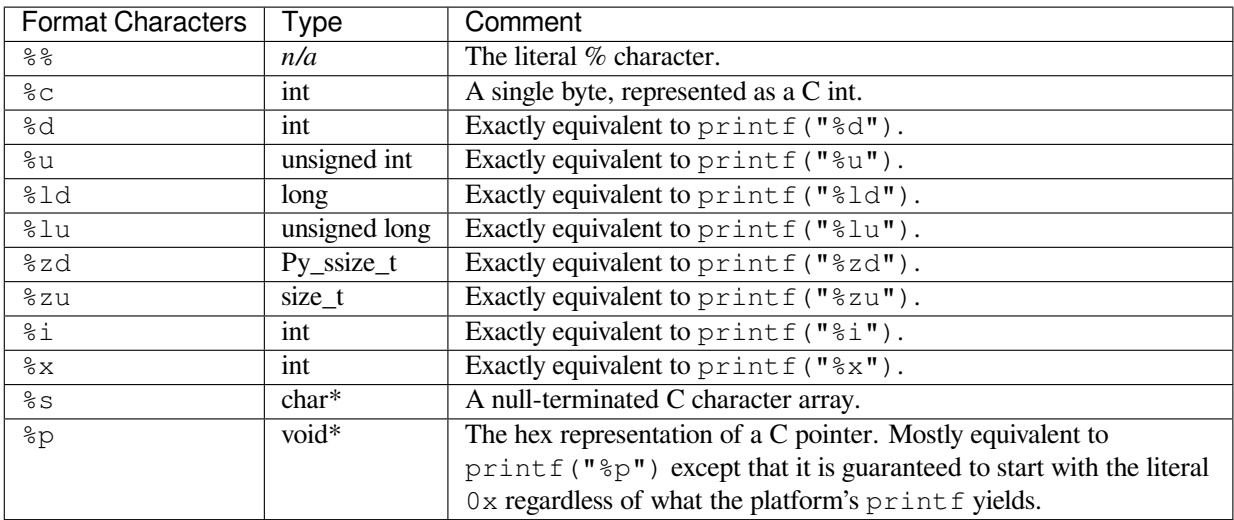 Format Characters Type Comment
%% n/a The literal % character.
%c int A single byte, represented as a C int.
%d int Exactly equivalent to printf("%d").
%u unsigned int Exactly equivalent to printf("%u").
%ld long Exactly equivalent to printf("%ld").
%lu unsigned long Exactly equivalent to printf("%lu").
%zd Py_ssize_t Exactly equivalent to printf("%zd").
%zu size_t Exactly equivalent to printf("%zu").
%i int Exactly equivalent to printf("%i").
%x int Exactly equivalent to printf("%x").
%s char* A null-terminated C character array.
%p void* The hex representation of a C pointer. Mostly equivalent to
printf("%p") except that it is guaranteed to start with the literal
0x regardless of what the platform's printf yields.